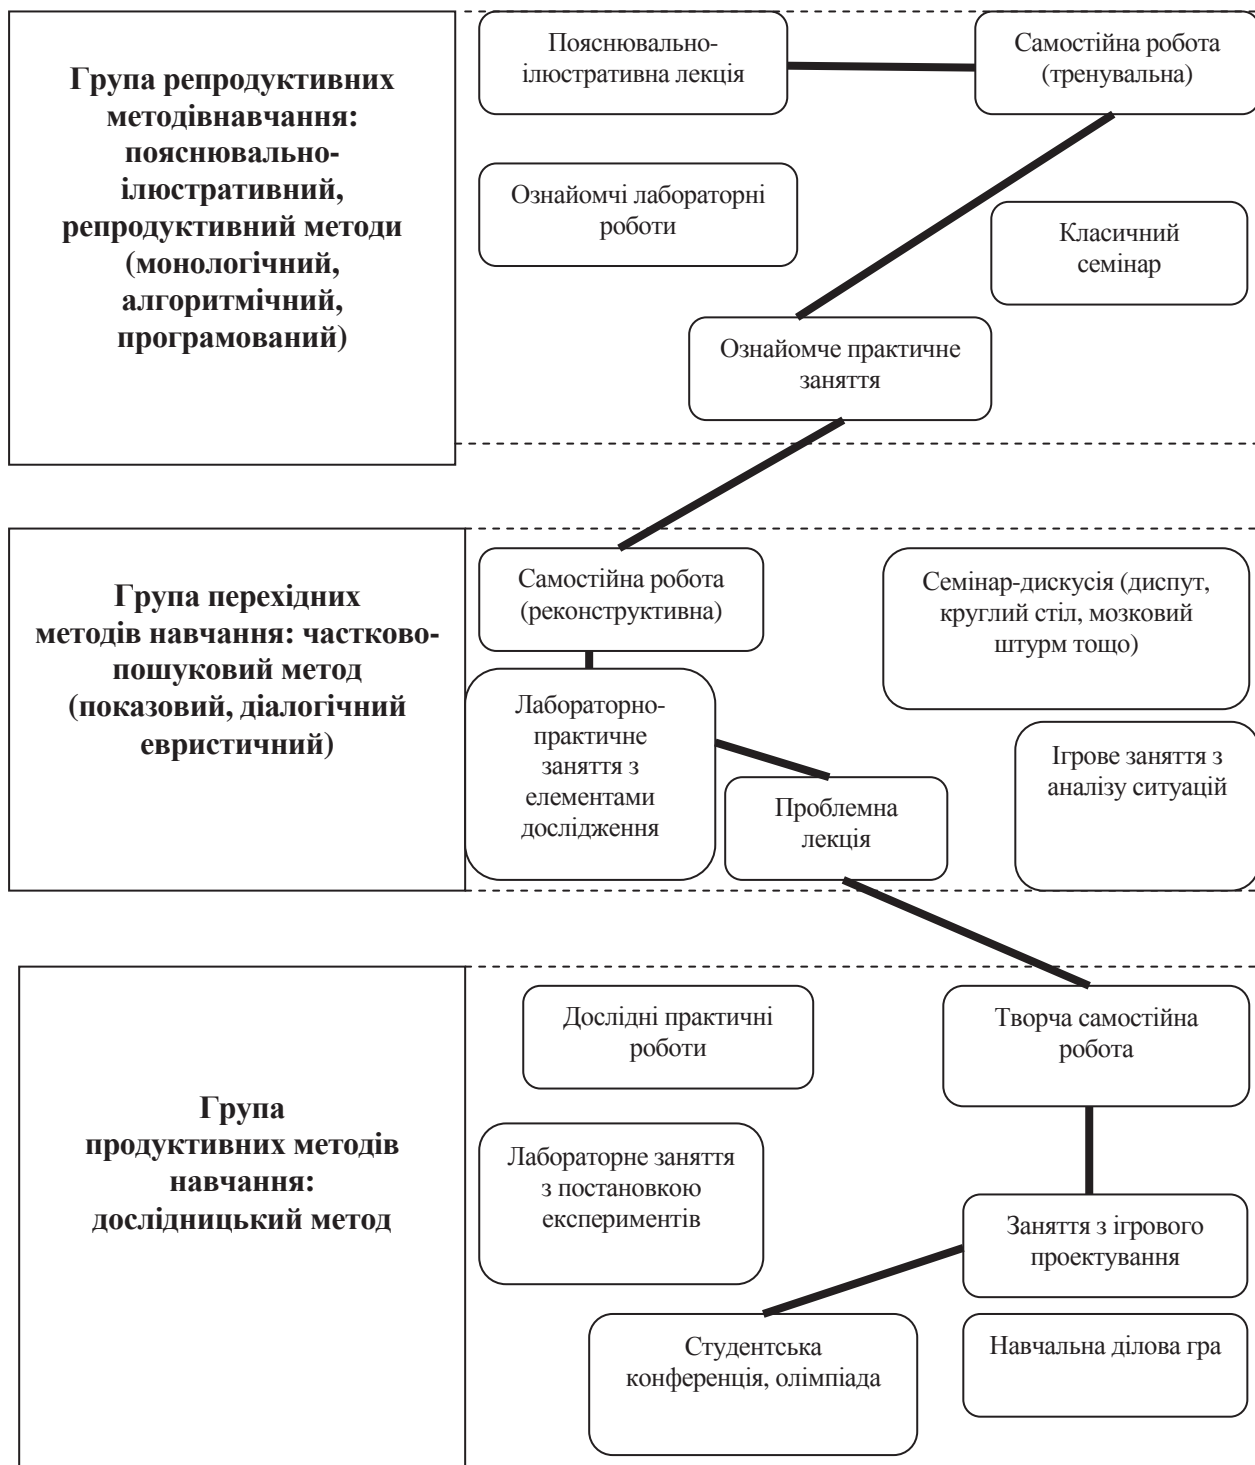 Група репродуктивних
методівнавчання:
пояснювально-
ілюстративний,
репродуктивний методи
(монологічний,
алгоритмічний,
програмований)
Пояснювально-
ілюстративна лекція
Самостійна робота
(тренувальна)
Ознайомчі лабораторні
роботи
Класичний
семінар
Ознайомче практичне
заняття
Група перехідних
методів навчання: частково-
пошуковий метод
(показовий, діалогічний
евристичний)
Самостійна робота
(реконструктивна)
Семінар-дискусія (диспут,
круглий стіл, мозковий
штурм тощо)
Лабораторно-
практичне
заняття з
елементами
дослідження
Проблемна
лекція
Ігрове заняття з
аналізу ситуацій
Група
продуктивних методів
навчання:
дослідницький метод
Дослідні практичні
роботи
Творча самостійна
робота
Лабораторне заняття
з постановкою
експериментів
Заняття з ігрового
проектування
Студентська
конференція, олімпіада
Навчальна ділова гра